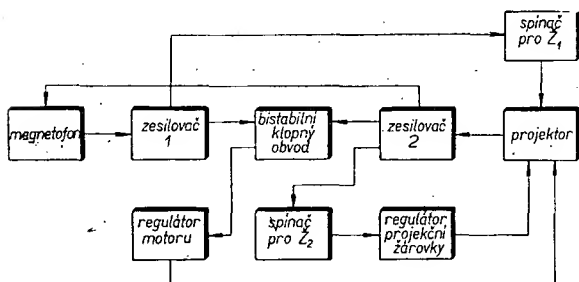 spínač
pro Ž1
magnetofon
zesilovač
1
bistabilní
klopný
obvod
zesilovač
2
projektor
regulátor
motoru
spínač
pro Ž2
regulátor
projekční
žárovky